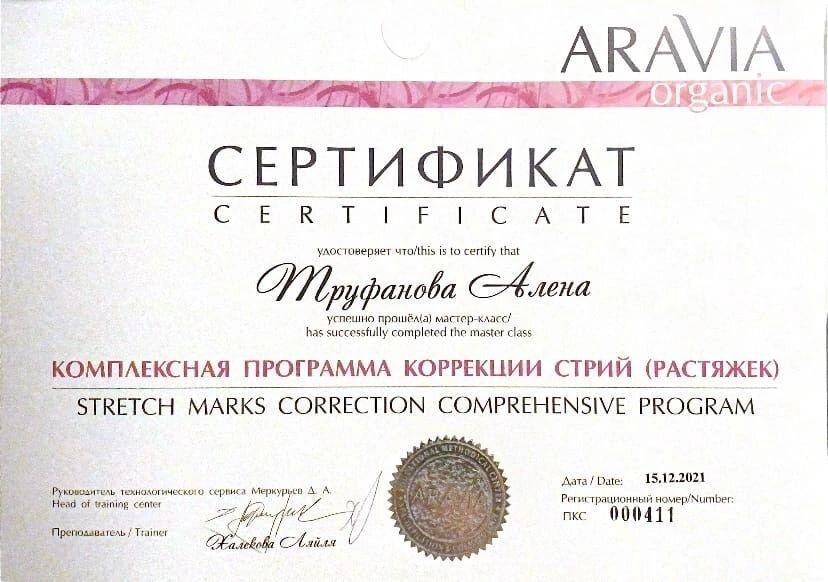 ARAVIA
organic
СЕРТИФИКАТ
CERTIFICATE
удостоверяет что/this is to certify that
Труфанова Алена
успешно прошёл(а) мастер-класс/
has successfully completed the master class
КОМПЛЕКСНАЯ ПРОГРАММА КОРРЕКЦИИ СТРИЙ (РАСТЯЖЕК)
STRETCH MARKS CORRECTION COMPREHENSIVE PROGRAM
Руководитель технологического сервиса Меркурьев Д. А.
Head of training center
Преподаватель / Trainer
Халекова Ляйля
ARAVIA
Дата / Date: 15.12.2021
Регистрационный номер/Number:
ПКС 000411